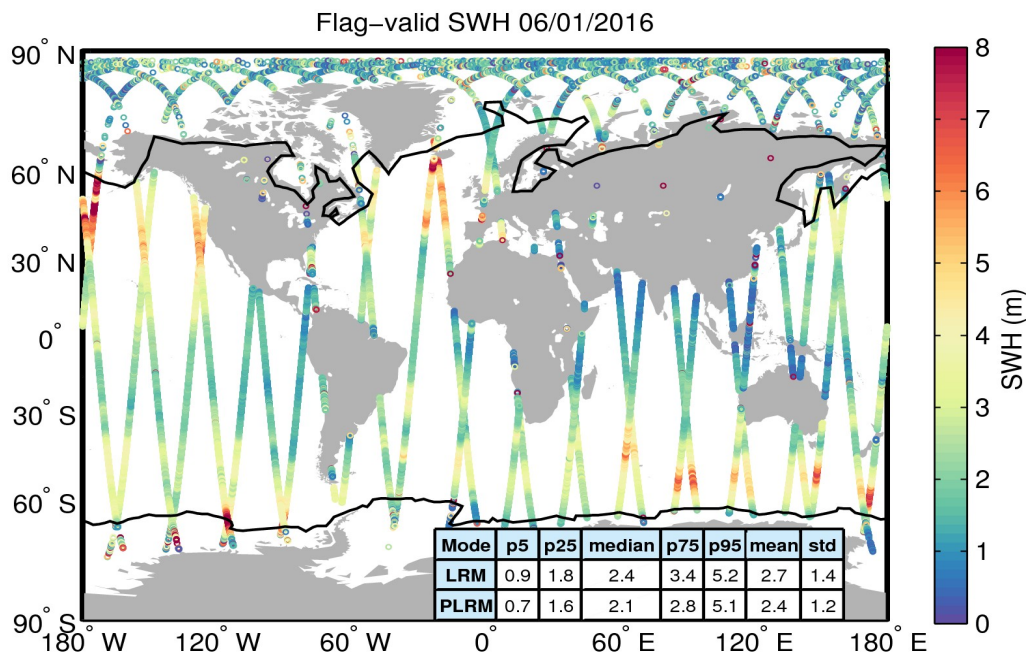 Flag–valid SWH 06/01/2016
90° N
60° N
30° N
0°
30° S
60° S
90° S
180° W
120° W
60° W
0°
60° E
120° E
180° E
8
7
6
5
4
3
2
1
0
SWH (m)
Mode p5 p25 median p75 p95 mean std
LRM 0.9 1.8 2.4 3.4 5.2 2.7 1.4
PLRM 0.7 1.6 2.1 2.8 5.1 2.4 1.2